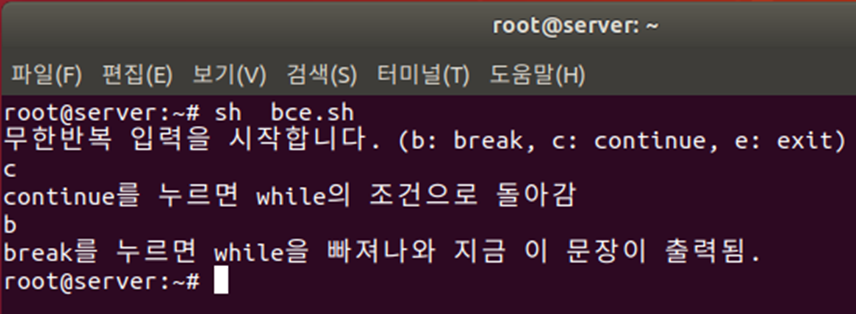 root@server: ~
파일(F) 편집(E) 보기(V) 검색(S) 터미널(T) 도움말(H)
root@server:~# sh  bce.sh
무한반복 입력을 시작합니다. (b: break, c: continue, e: exit)
c
continue를 누르면 while의 조건으로 돌아감
b
break를 누르면 while을 빠져나와 지금 이 문장이 출력됨.
root@server:~#